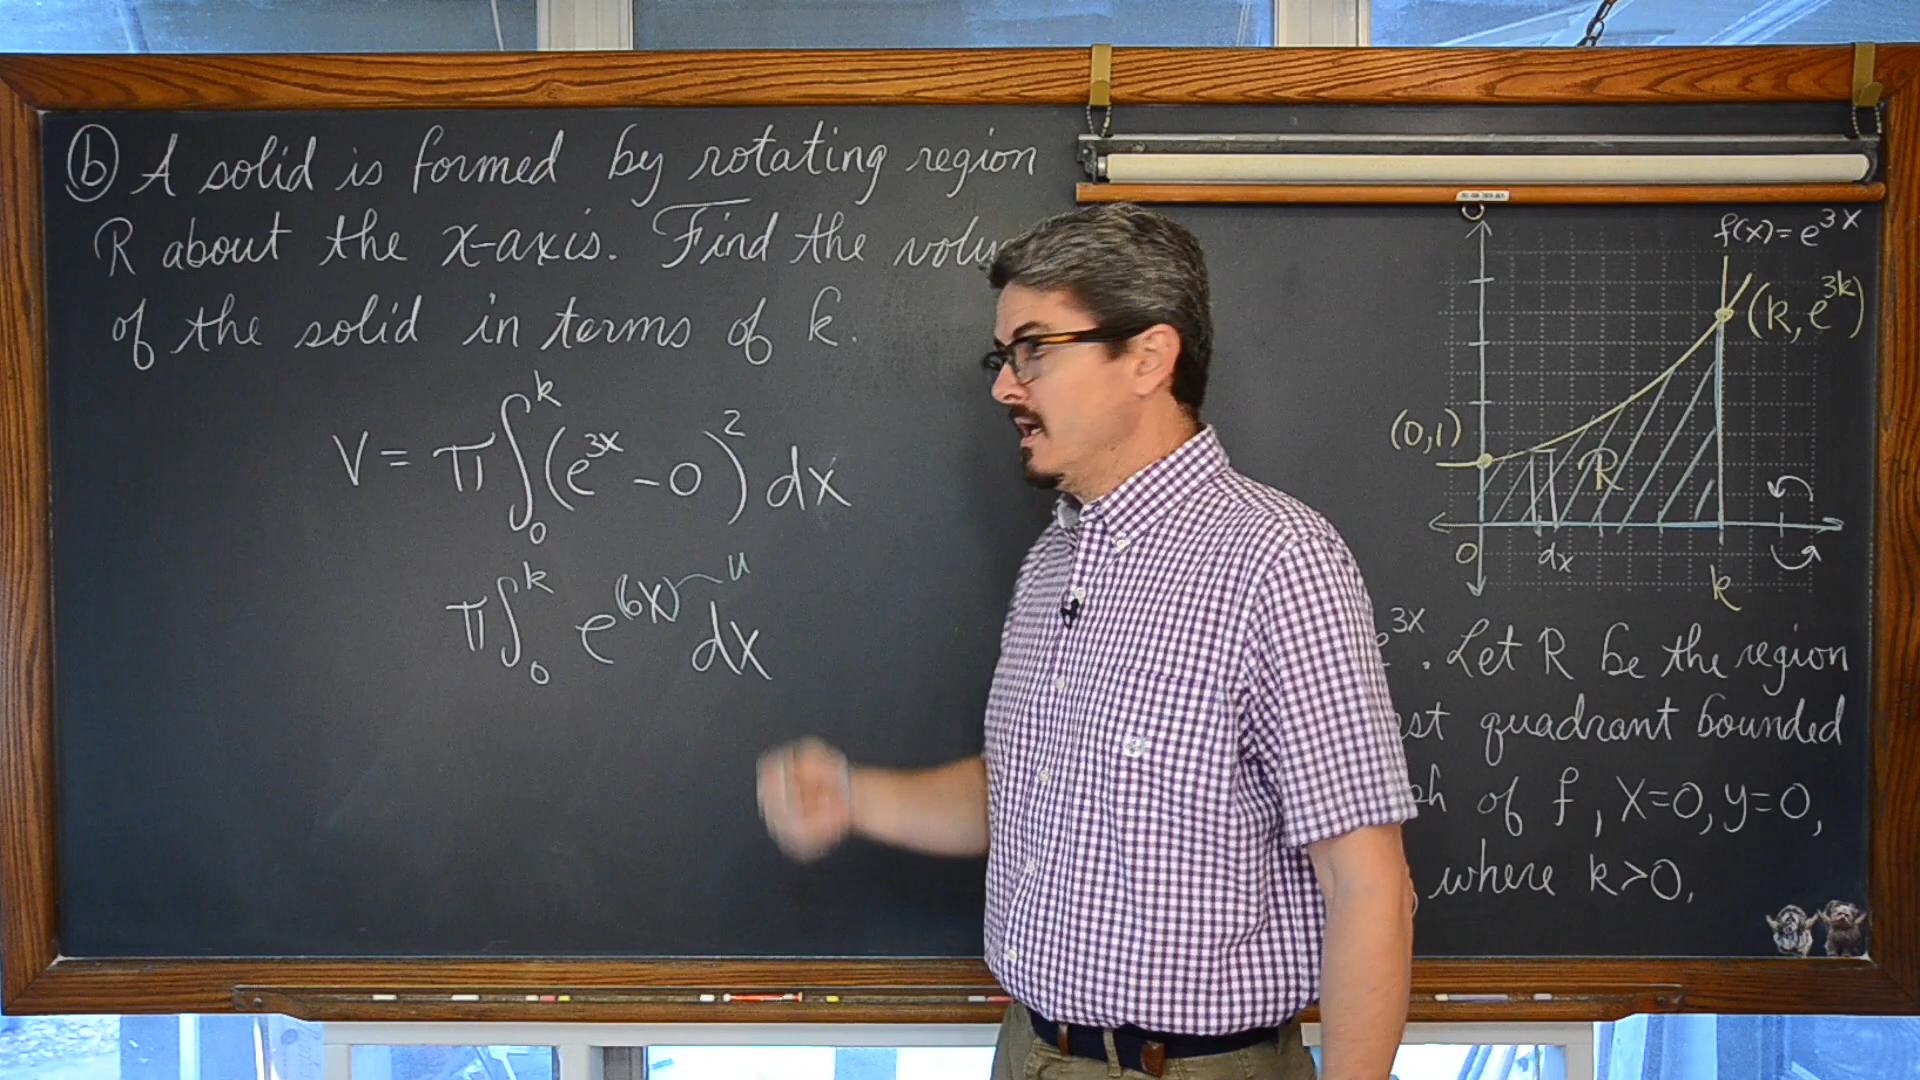 ⓑ A solid is formed by rotating region
R about the x-axis. Find the volu
of the solid in terms of k.
V = π∫₀ᵏ (e³ˣ - 0)² dx
π∫₀ᵏ e⁽⁶ˣ⁾ dx
u
f(x) = e³ˣ
(k, e³ᵏ)
(0,1)
R
0
dx
k
³ˣ. Let R be the region
st quadrant bounded
ph of f, X=0, y=0,
, where k>0,